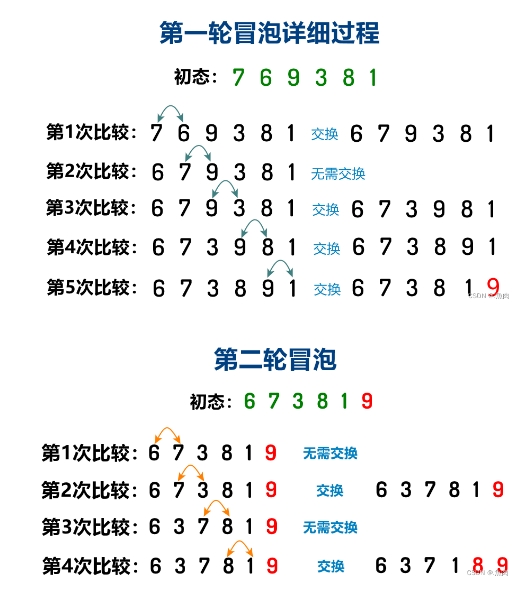 第一轮冒泡详细过程
初态： 7 6 9 3 8 1
第1次比较： 7 6 9 3 8 1 交换 6 7 9 3 8 1
第2次比较： 6 7 9 3 8 1 无需交换
第3次比较： 6 7 9 3 8 1 交换 6 7 3 9 8 1
第4次比较： 6 7 3 9 8 1 交换 6 7 3 8 9 1
第5次比较： 6 7 3 8 9 1 交换 6 7 3 8 1 9
第二轮冒泡
初态： 6 7 3 8 1 9
第1次比较： 6 7 3 8 1 9 无需交换
第2次比较： 6 7 3 8 1 9 交换 6 3 7 8 1 9
第3次比较： 6 3 7 8 1 9 无需交换
第4次比较： 6 3 7 8 1 9 交换 6 3 7 1 8 9